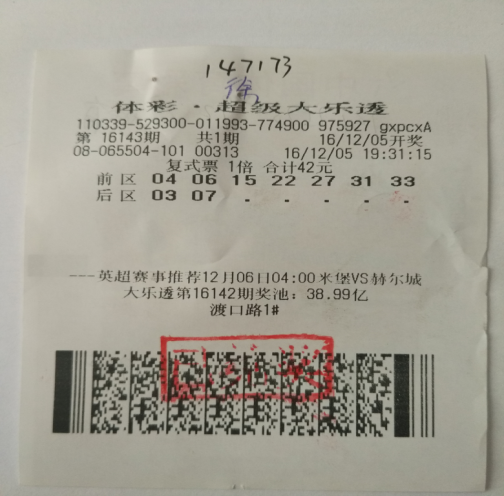 147173
徐
体彩·超级大乐透
110339-529300-011993-774900 975927 gxpcxA
第 16143期 共1期 16/12/05开奖
08-065504-101 00313 16/12/05 19:31:15
复式票 1倍 合计42元
前区 04 06 15 22 27 31 33
后区 03 07 . . . . .
---英超赛事推荐12月06日04:00米堡VS赫尔城
大乐透第16142期奖池：38.99亿
渡口路1#
已兑奖